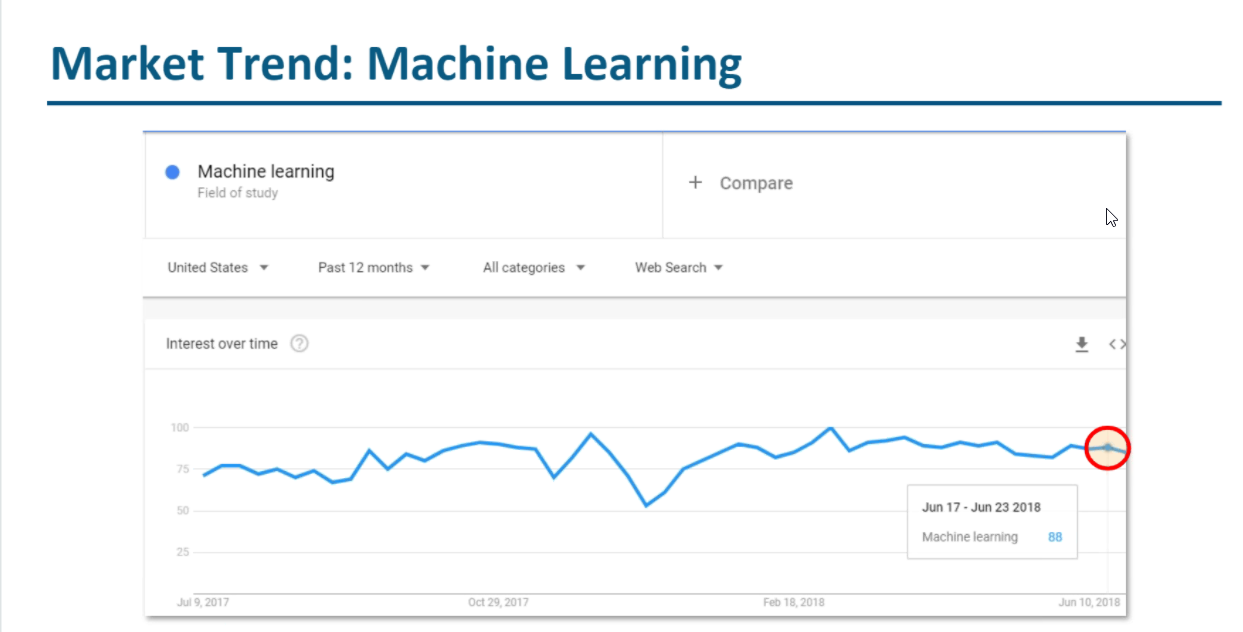 Market Trend: Machine Learning
Machine learning
Field of study
+ Compare
United States
Past 12 months
All categories
Web Search
Interest over time ?
100
75
50
25
Jun 17 - Jun 23 2018
Machine learning 88
Jul 9, 2017
Oct 29, 2017
Feb 18, 2018
Jun 10, 2018